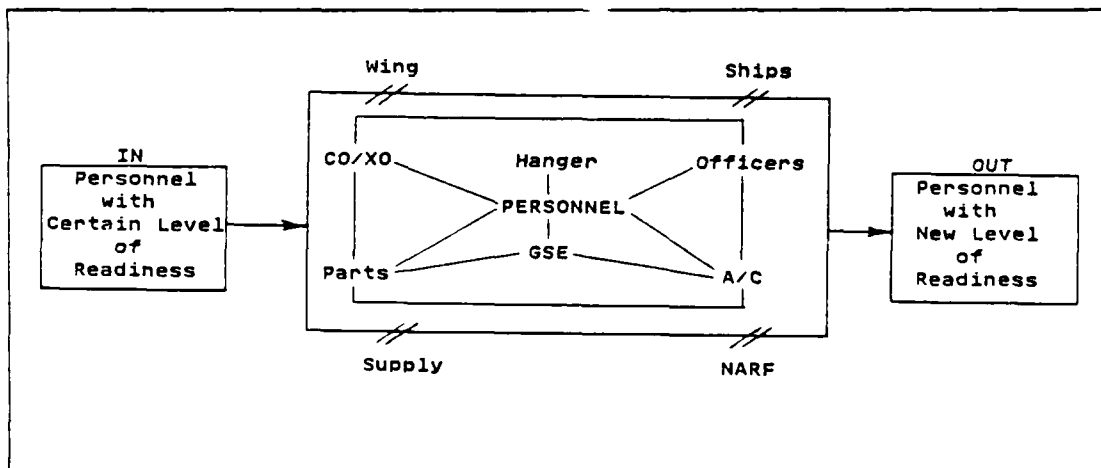 Wing
Ships
IN
Personnel
with
Certain Level
of
Readiness
CO/XO
Hanger
Officers
PERSONNEL
GSE
Parts
A/C
OUT
Personnel
with
New Level
of
Readiness
Supply
NARF